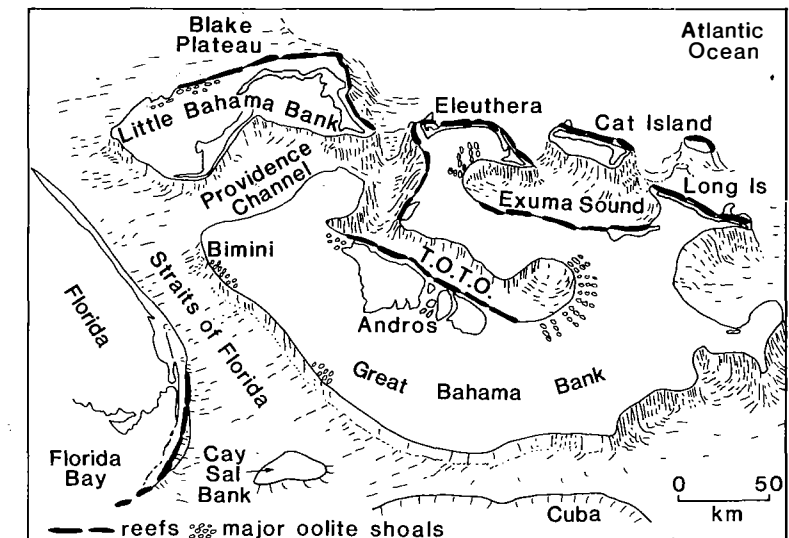 Blake
Plateau
Atlantic
Ocean
Little Bahama Bank
Eleuthera
Cat Island
Providence
Channel
Exuma Sound
Long Is
Bimini
T.O.T.O.
Straits of Florida
Florida
Andros
Great Bahama Bank
Florida
Bay
Cay
Sal
Bank
Cuba
0 50
km
reefs major oolite shoals